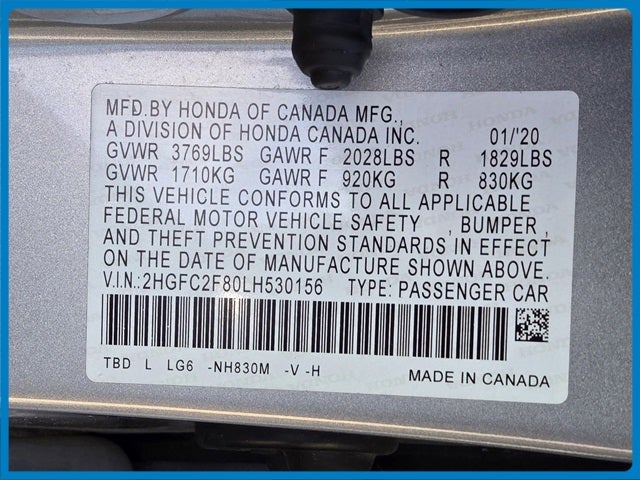 MFD.BY HONDA OF CANADA MFG.,
A DIVISION OF HONDA CANADA INC. 01/'20
GVWR 3769LBS GAWR F 2028LBS R 1829LBS
GVWR 1710KG GAWR F 920KG R 830KG
THIS VEHICLE CONFORMS TO ALL APPLICABLE
FEDERAL MOTOR VEHICLE SAFETY , BUMPER ,
AND THEFT PREVENTION STANDARDS IN EFFECT
ON THE DATE OF MANUFACTURE SHOWN ABOVE.
V.I.N.:2HGFC2F80LH530156 TYPE: PASSENGER CAR
TBD L LG6 -NH830M -V -H
MADE IN CANADA